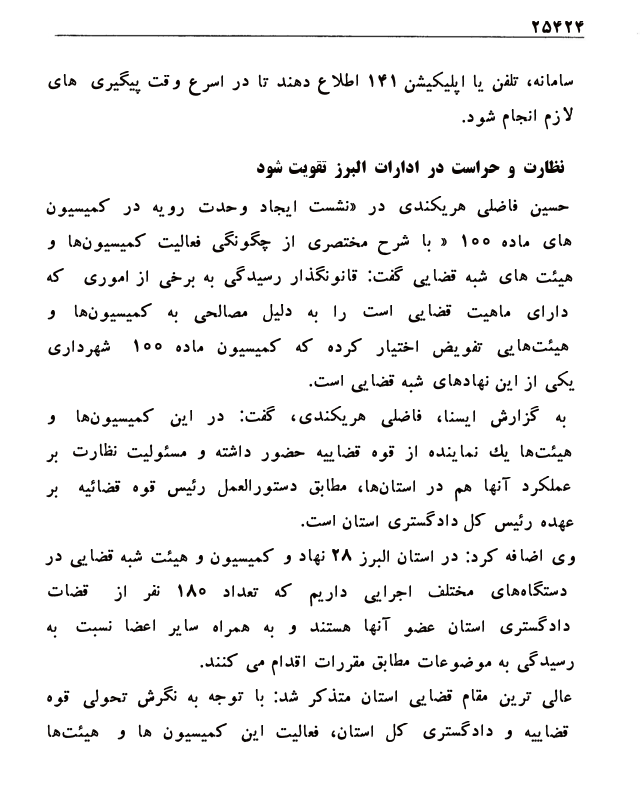 ۲۵۴۲۴
سامانه، تلفن یا اپلیکیشن ۱۴۱ اطلاع دهند تا در اسرع وقت پیگیری های
لازم انجام شود.
نظارت و حراست در ادارات البرز تقویت شود
حسین فاضلی هریکندی در «نشست ایجاد وحدت رویه در کمیسیون
های ماده ۱۰۰ « با شرح مختصری از چگونگی فعالیت کمیسیون‌ها و
هیئت های شبه قضایی گفت: قانونگذار رسیدگی به برخی از اموری که
دارای ماهیت قضایی است را به دلیل مصالحی به کمیسیون‌ها و
هیئت‌هایی تفویض اختیار کرده که کمیسیون ماده ۱۰۰ شهرداری
یکی از این نهادهای شبه قضایی است.
به گزارش ایسنا، فاضلی هریکندی، گفت: در این کمیسیون‌ها و
هیئت‌ها یك نماینده از قوه قضاییه حضور داشته و مسئولیت نظارت بر
عملکرد آنها هم در استان‌ها، مطابق دستورالعمل رئیس قوه قضائیه بر
عهده رئیس کل دادگستری استان است.
وی اضافه کرد: در استان البرز ۲۸ نهاد و کمیسیون و هیئت شبه قضایی در
دستگاه‌های مختلف اجرایی داریم که تعداد ۱۸۰ نفر از قضات
دادگستری استان عضو آنها هستند و به همراه سایر اعضا نسبت به
رسیدگی به موضوعات مطابق مقررات اقدام می کنند.
عالی ترین مقام قضایی استان متذکر شد: با توجه به نگرش تحولی قوه
قضاییه و دادگستری کل استان، فعالیت این کمیسیون ها و هیئت‌ها